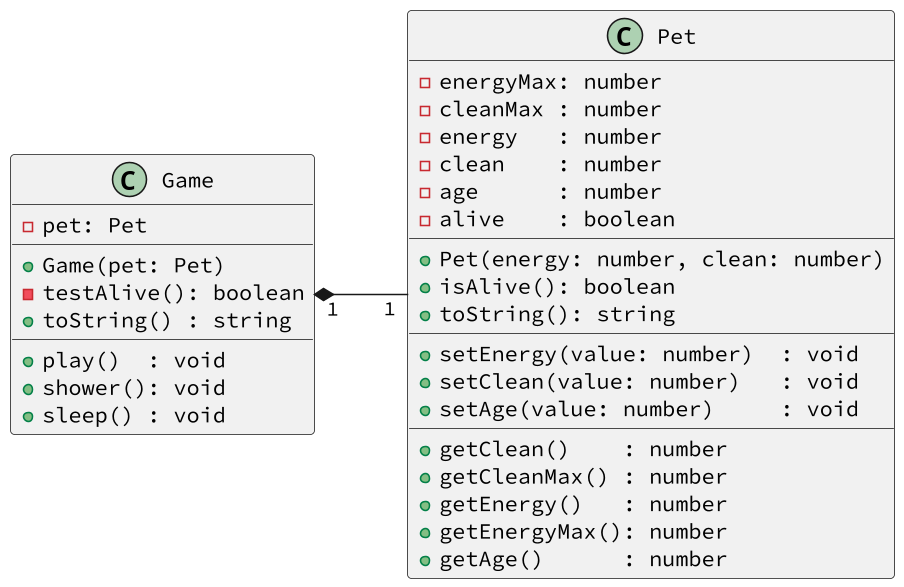 C Game
pet: Pet
Game(pet: Pet)
testAlive(): boolean
toString() : string
play()  : void
shower(): void
sleep() : void
1 1
C Pet
energyMax: number
cleanMax : number
energy   : number
clean    : number
age      : number
alive    : boolean
Pet(energy: number, clean: number)
isAlive(): boolean
toString(): string
setEnergy(value: number)  : void
setClean(value: number)   : void
setAge(value: number)     : void
getClean()    : number
getCleanMax() : number
getEnergy()   : number
getEnergyMax(): number
getAge()      : number